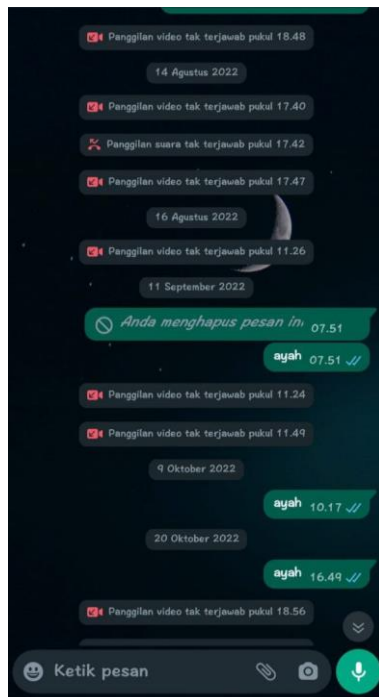 Panggilan video tak terjawab pukul 18.48
14 Agustus 2022
Panggilan video tak terjawab pukul 17.40
Panggilan suara tak terjawab pukul 17.42
Panggilan video tak terjawab pukul 17.47
16 Agustus 2022
Panggilan video tak terjawab pukul 11.26
11 September 2022
Anda menghapus pesan ini 07.51
ayah 07.51
Panggilan video tak terjawab pukul 11.24
Panggilan video tak terjawab pukul 11.49
9 Oktober 2022
ayah 10.17
20 Oktober 2022
ayah 16.49
Panggilan video tak terjawab pukul 18.56
Ketik pesan